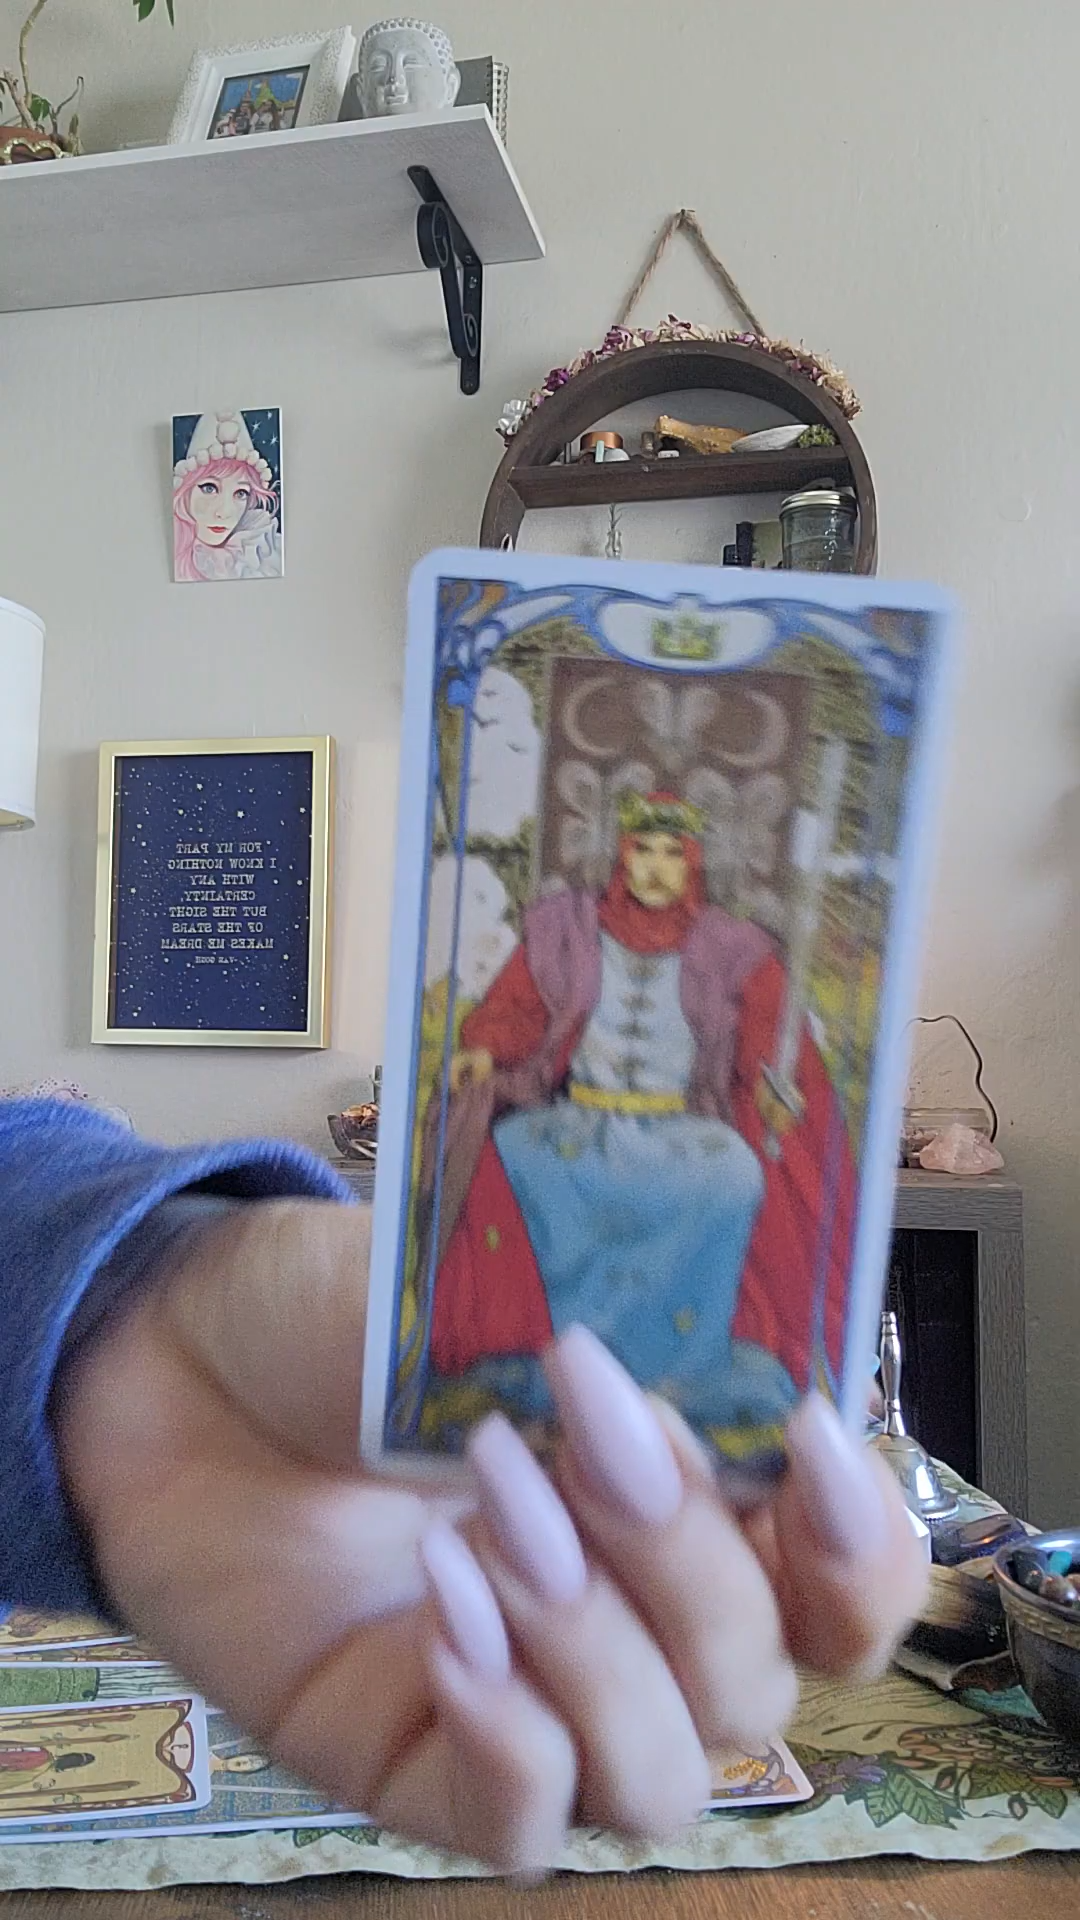 FOR MY PART
I KNOW NOTHING
WITH ANY
CERTAINTY,
BUT THE SIGHT
OF THE STARS
MAKES ME DREAM
-VAN GOGH